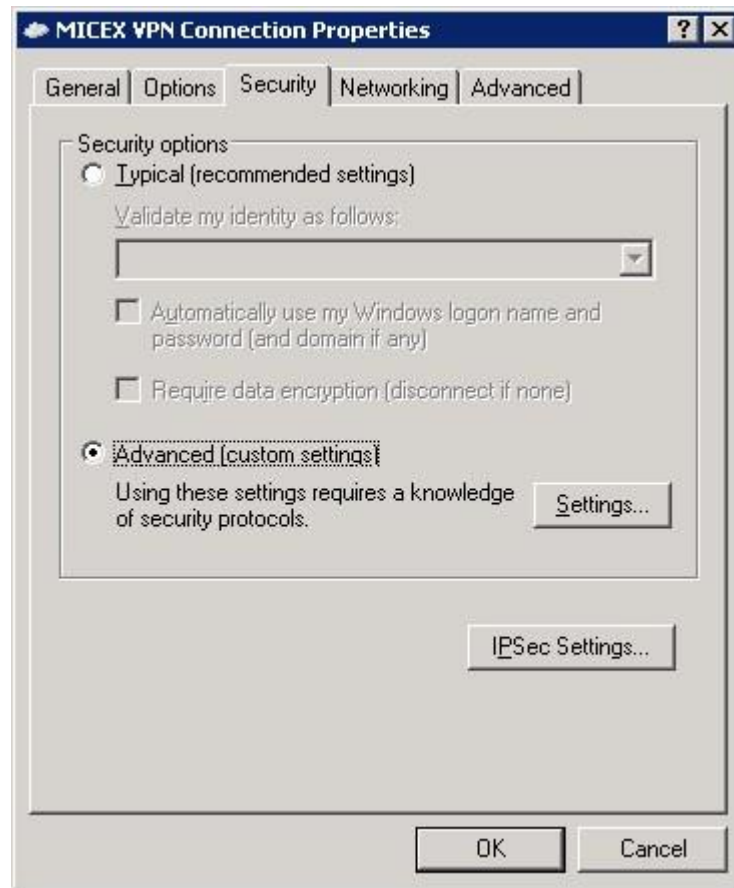 MICEX VPN Connection Properties
General Options Security Networking Advanced
Security options
Typical (recommended settings)
Validate my identity as follows:
Automatically use my Windows logon name and
password (and domain if any)
Require data encryption (disconnect if none)
Advanced (custom settings)
Using these settings requires a knowledge
of security protocols.
Settings...
IPSec Settings...
OK Cancel